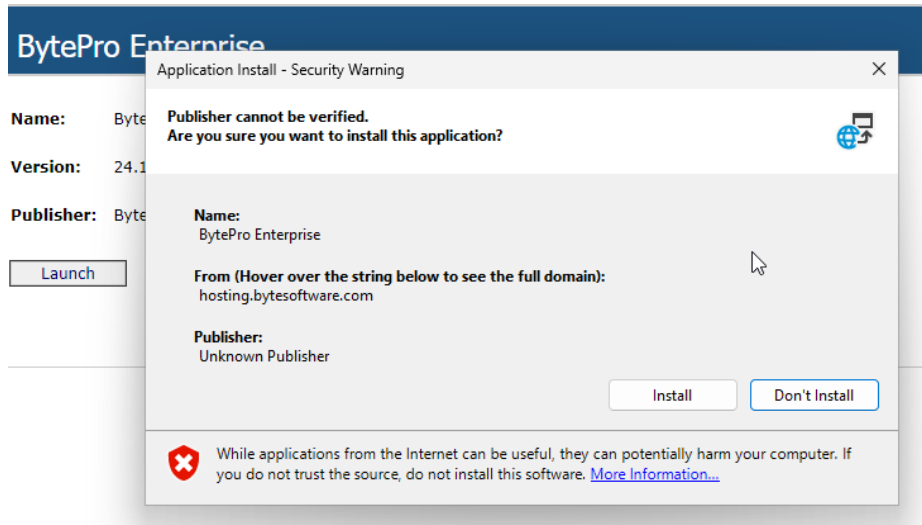 BytePro Enterprise
Application Install - Security Warning
Publisher cannot be verified.
Are you sure you want to install this application?
Name: Byte
Version: 24.1
Publisher: Byte
Launch
Name:
BytePro Enterprise
From (Hover over the string below to see the full domain):
hosting.bytesoftware.com
Publisher:
Unknown Publisher
Install Don't Install
While applications from the Internet can be useful, they can potentially harm your computer. If
you do not trust the source, do not install this software. More Information...